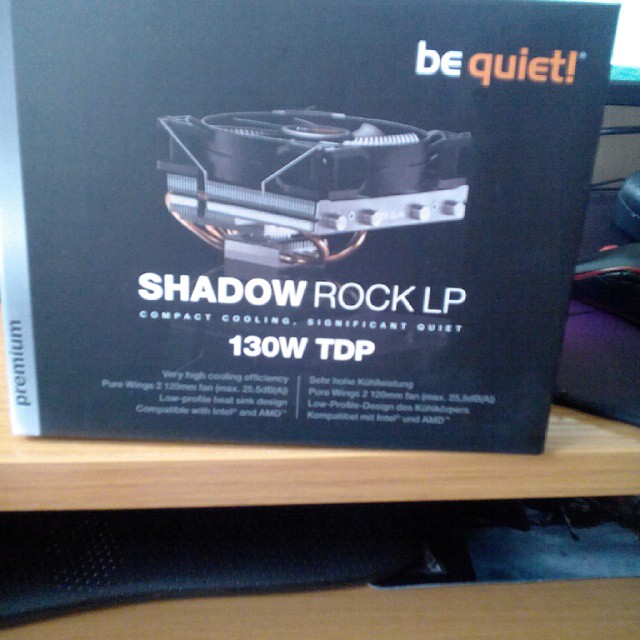 be quiet!
SHADOW ROCK LP
COMPACT COOLING. SIGNIFICANT QUIET
130W TDP
Very high cooling efficiency
Pure Wings 2 120mm fan (max. 25.5dB(A))
Low-profile heat sink design
Compatible with Intel® and AMD™
Sehr hohe Kühlleistung
Pure Wings 2 120mm fan (max. 25,5dB(A))
Low-Profile-Design des Kühlkörpers
Kompatibel mit Intel® und AMD™
premium